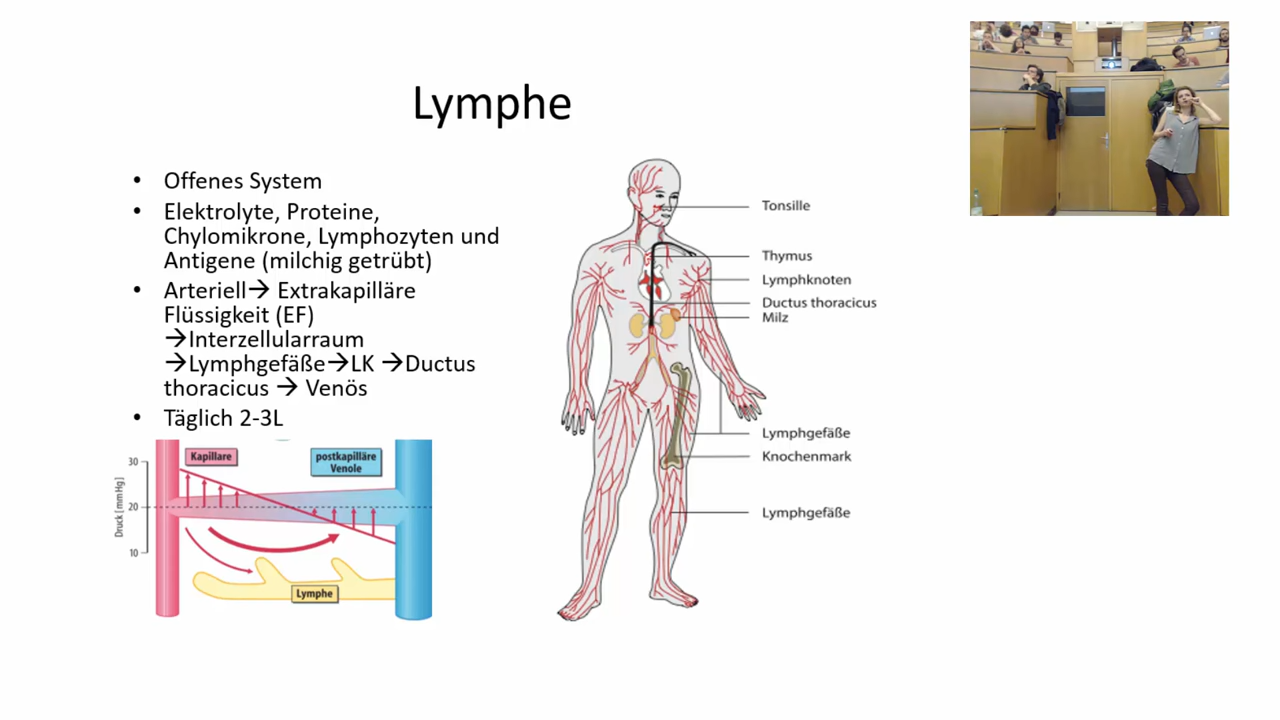 Lymphe
• Offenes System
• Elektrolyte, Proteine,
Chylomikrone, Lymphozyten und
Antigene (milchig getrübt)
• Arteriell→ Extrakapilläre
Flüssigkeit (EF)
→Interzellularraum
→Lymphgefäße→LK →Ductus
thoracicus → Venös
• Täglich 2-3L
Kapillare
postkapilläre
Venole
Druck [mmHg]
30
20
10
Lymphe
Tonsille
Thymus
Lymphknoten
Ductus thoracicus
Milz
Lymphgefäße
Knochenmark
Lymphgefäße